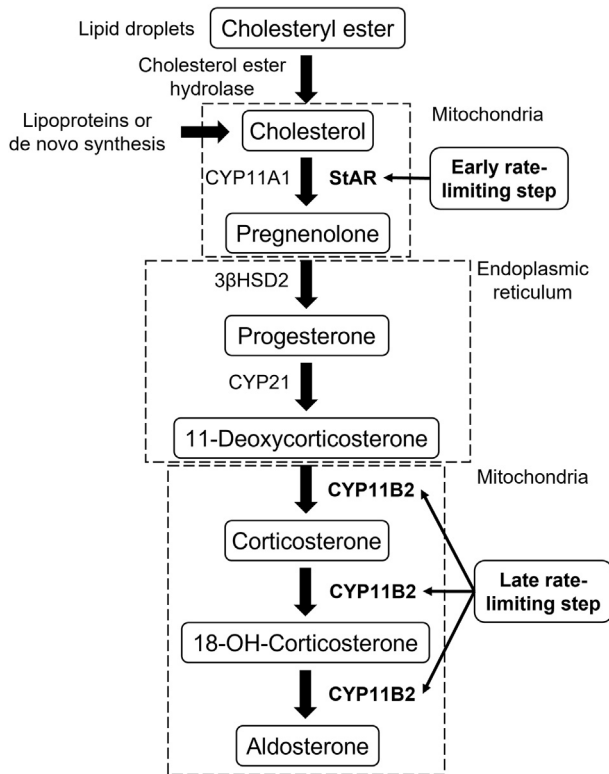 Lipid droplets
Cholesteryl ester
Cholesterol ester
hydrolase
Mitochondria
Lipoproteins or
de novo synthesis
Cholesterol
CYP11A1
StAR
Early rate-
limiting step
Pregnenolone
Endoplasmic
reticulum
3βHSD2
Progesterone
CYP21
11-Deoxycorticosterone
Mitochondria
CYP11B2
Corticosterone
CYP11B2
Late rate-
limiting step
18-OH-Corticosterone
CYP11B2
Aldosterone